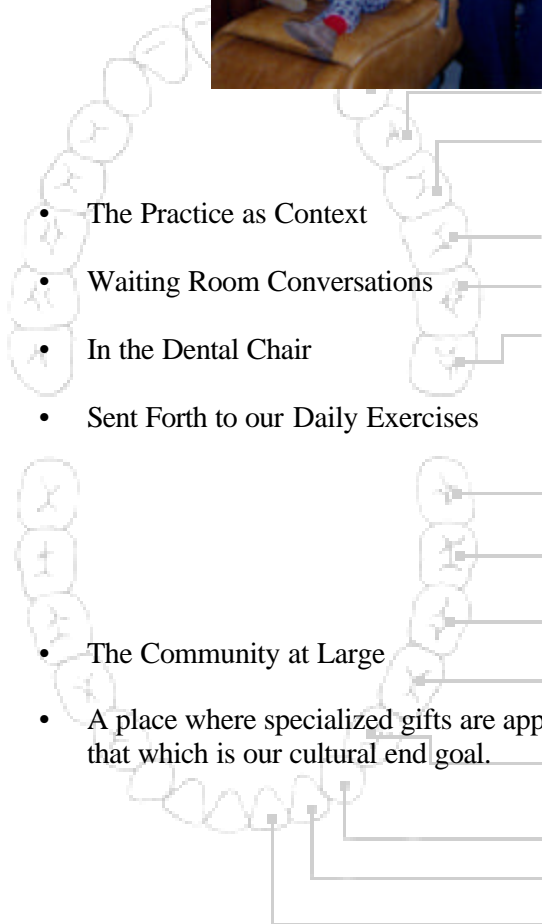 • The Practice as Context
• Waiting Room Conversations
• In the Dental Chair
• Sent Forth to our Daily Exercises
• The Community at Large
• A place where specialized gifts are app
that which is our cultural end goal.